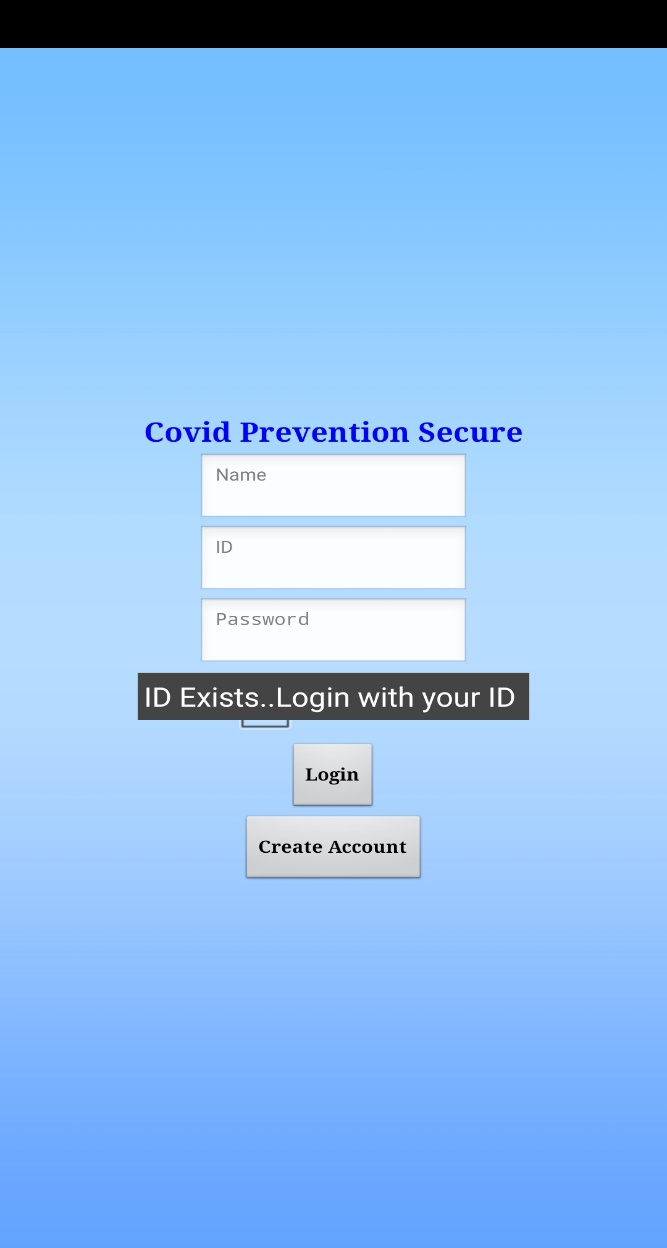 Covid Prevention Secure
Name
ID
Password
ID Exists..Login with your ID
Login
Create Account